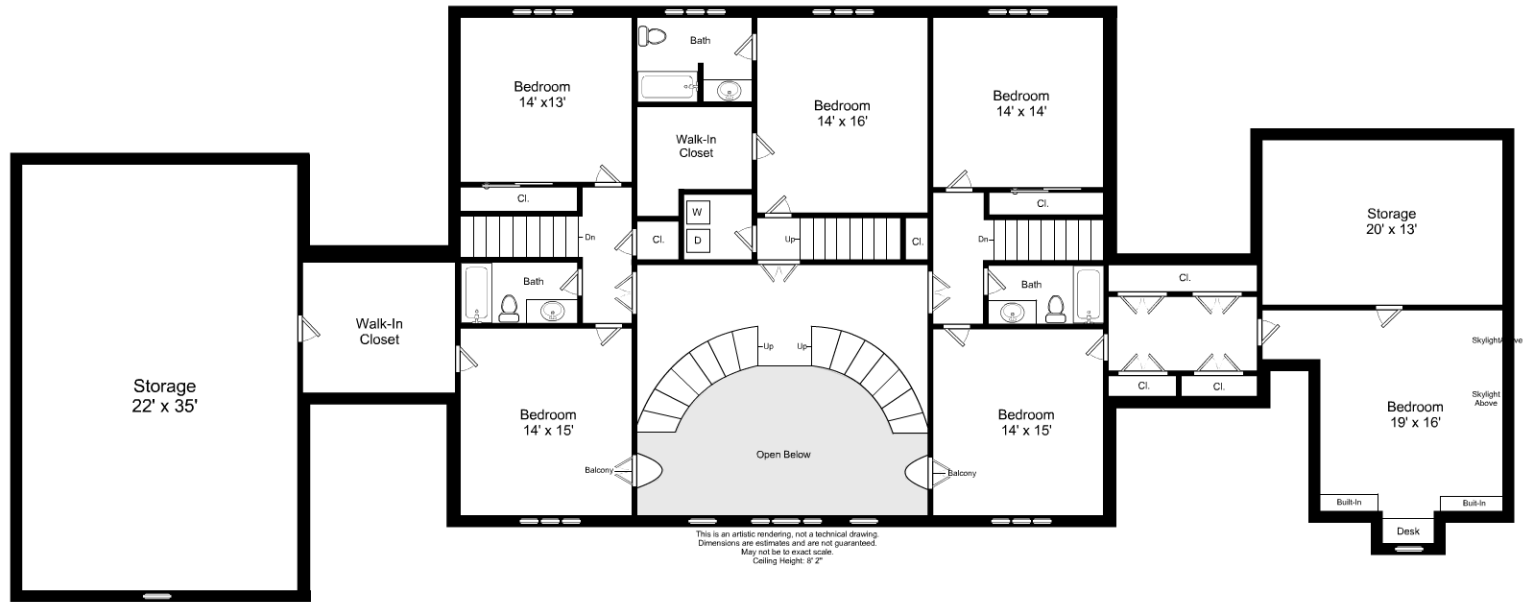 Bath
Bedroom
14' x13'
Bedroom
14' x 16'
Bedroom
14' x 14'
Walk-In
Closet
Cl.
W
D
Cl.
Dn
Up
Cl.
Cl.
Dn
Storage
20' x 13'
Bath
Bath
Cl.
Walk-In
Closet
Up
Up
Storage
22' x 35'
Cl.
Cl.
Skylight
Skylight
Above
Bedroom
14' x 15'
Bedroom
14' x 15'
Bedroom
19' x 16'
Open Below
Balcony
Balcony
Built-In
Buit-In
Desk
This is an artistic rendering, not a technical drawing.
Dimensions are estimates and are not guaranteed.
May not be to exact scale.
Ceiling Height: 8' 2"